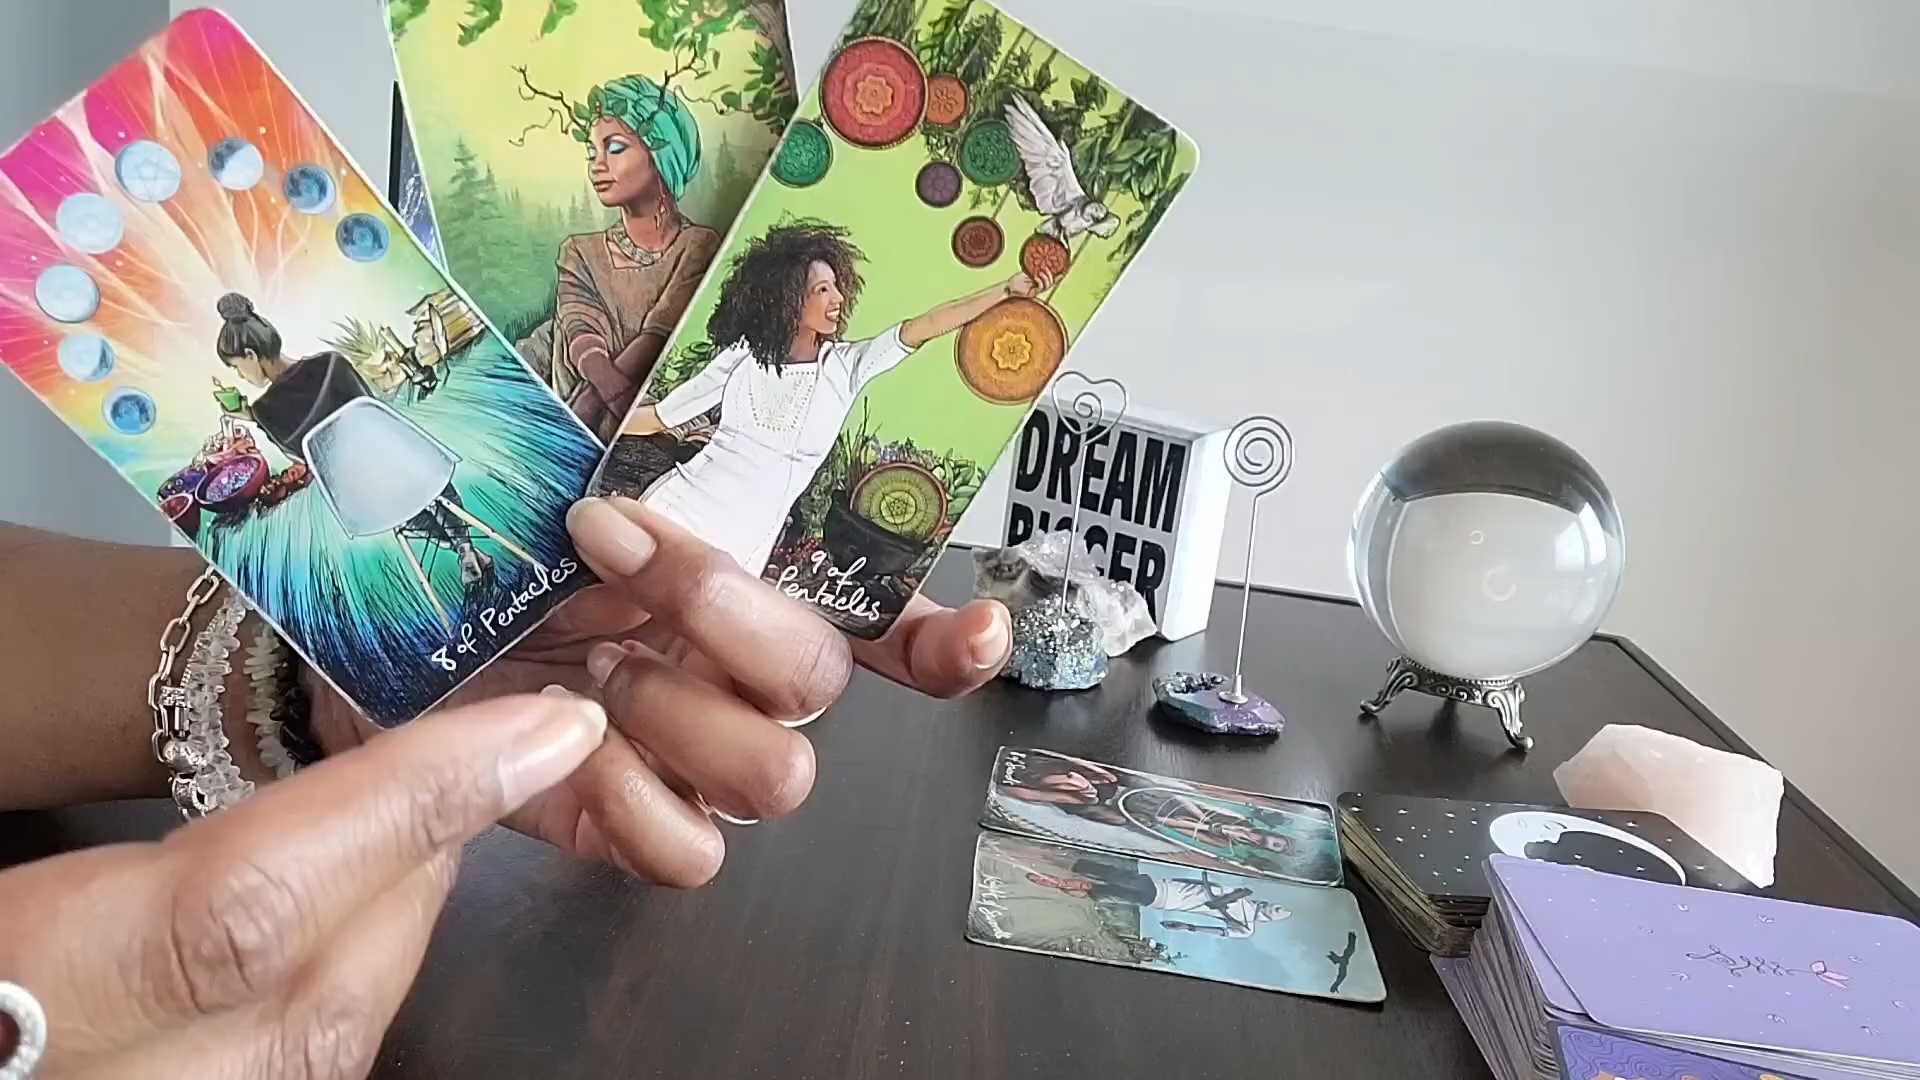 8 of Pentacles
9 of
Pentacles
DREAM
BIGGER